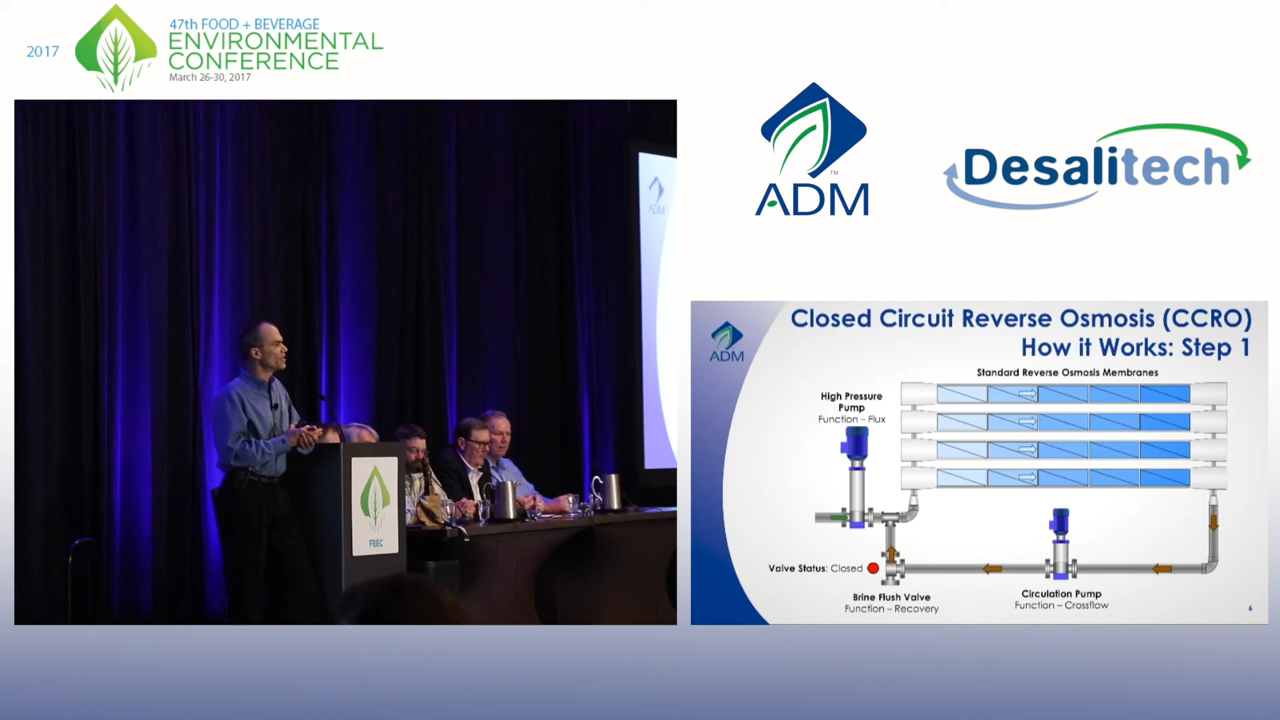 2017
47th FOOD + BEVERAGE
ENVIRONMENTAL
CONFERENCE
March 26-30, 2017
ADM
TM
ADM
Desalitech
FBEC
ADM
Closed Circuit Reverse Osmosis (CCRO)
How it Works: Step 1
Standard Reverse Osmosis Membranes
High Pressure
Pump
Function – Flux
Valve Status: Closed
Brine Flush Valve
Function – Recovery
Circulation Pump
Function – Crossflow
6